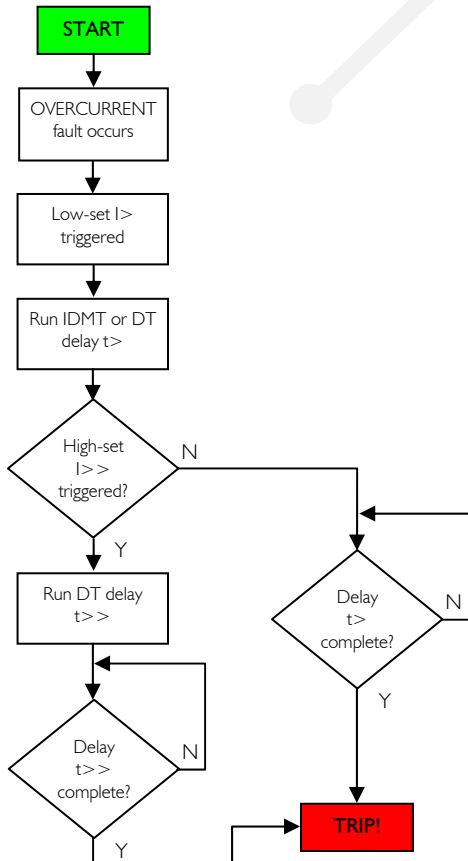 START
OVERCURRENT
fault occurs
Low-set I>
triggered
Run IDMT or DT
delay t>
High-set
I>>
triggered?
N
Y
Run DT delay
t>>
Delay
t>
complete?
N
Y
Delay
t>>
complete?
N
Y
TRIP!